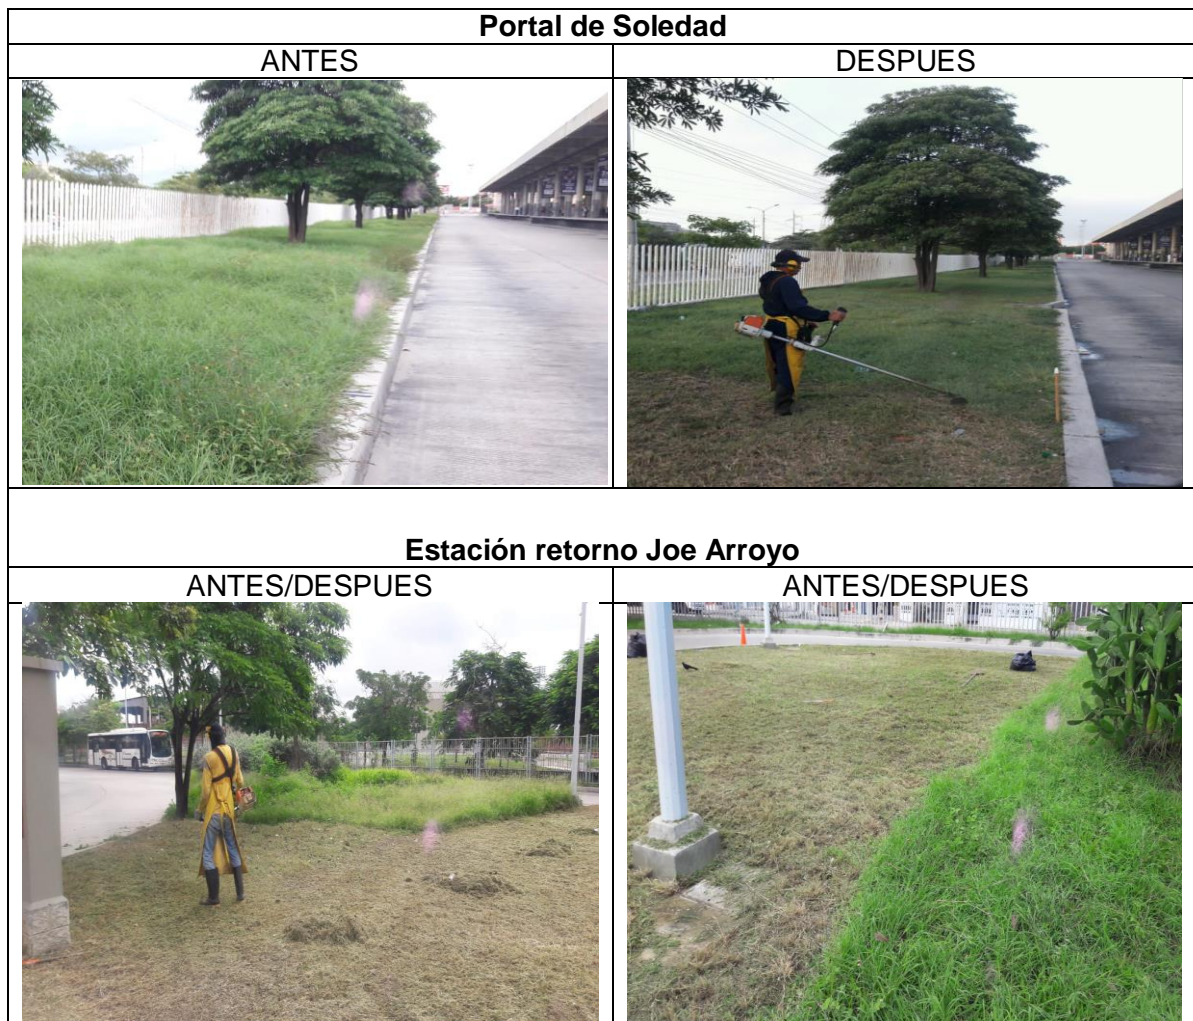 Portal de Soledad
ANTES DESPUES
Estación retorno Joe Arroyo
ANTES/DESPUES ANTES/DESPUES